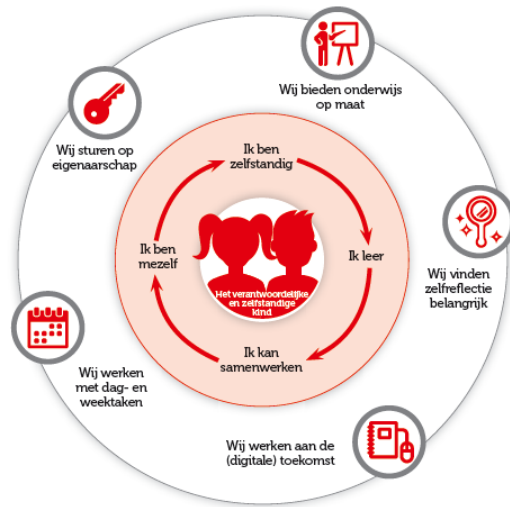 Wij bieden onderwijs
op maat
Wij sturen op
eigenaarschap
Ik ben
zelfstandig
Ik ben
mezelf
Ik leer
Wij vinden
zelfreflectie
belangrijk
Het verantwoordelijke
en zelfstandige
kind
Ik kan
samenwerken
Wij werken
met dag- en
weektaken
Wij werken aan de
(digitale) toekomst